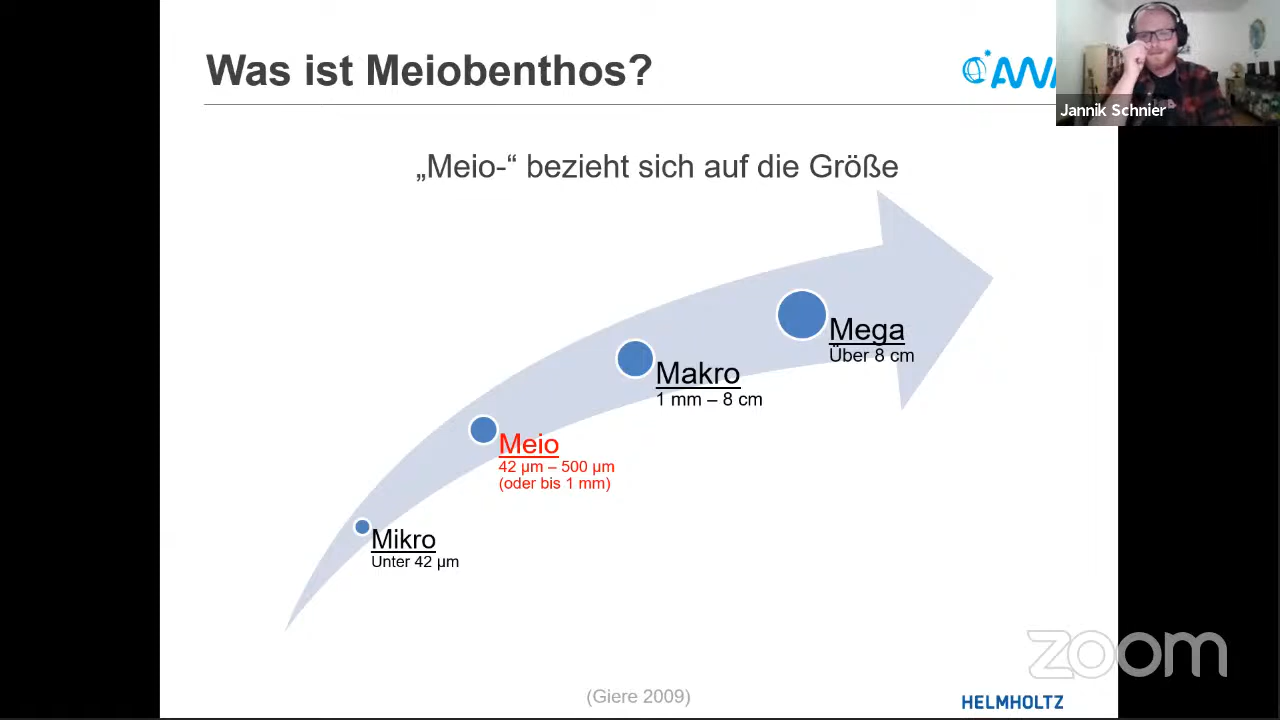 Was ist Meiobenthos?
Jannik Schnier
„Meio-“ bezieht sich auf die Größe
Mega
Über 8 cm
Makro
1 mm – 8 cm
Meio
42 µm – 500 µm
(oder bis 1 mm)
Mikro
Unter 42 µm
zoom
(Giere 2009)
HELMHOLTZ